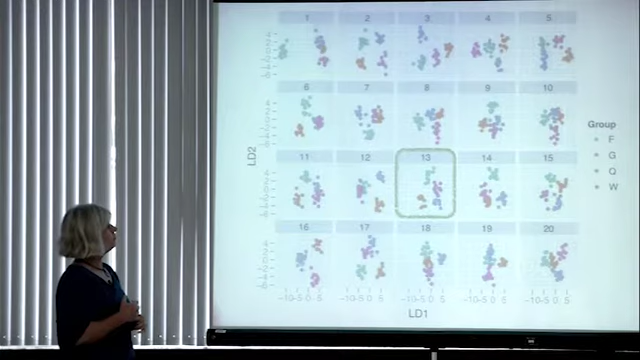 1 2 3 4 5
6 7 8 9 10
11 12 13 14 15
16 17 18 19 20
LD2
Group
F
G
Q
W
-10-5 0 5 -10-5 0 5 -10-5 0 5 -10-5 0 5 -10-5 0 5
LD1